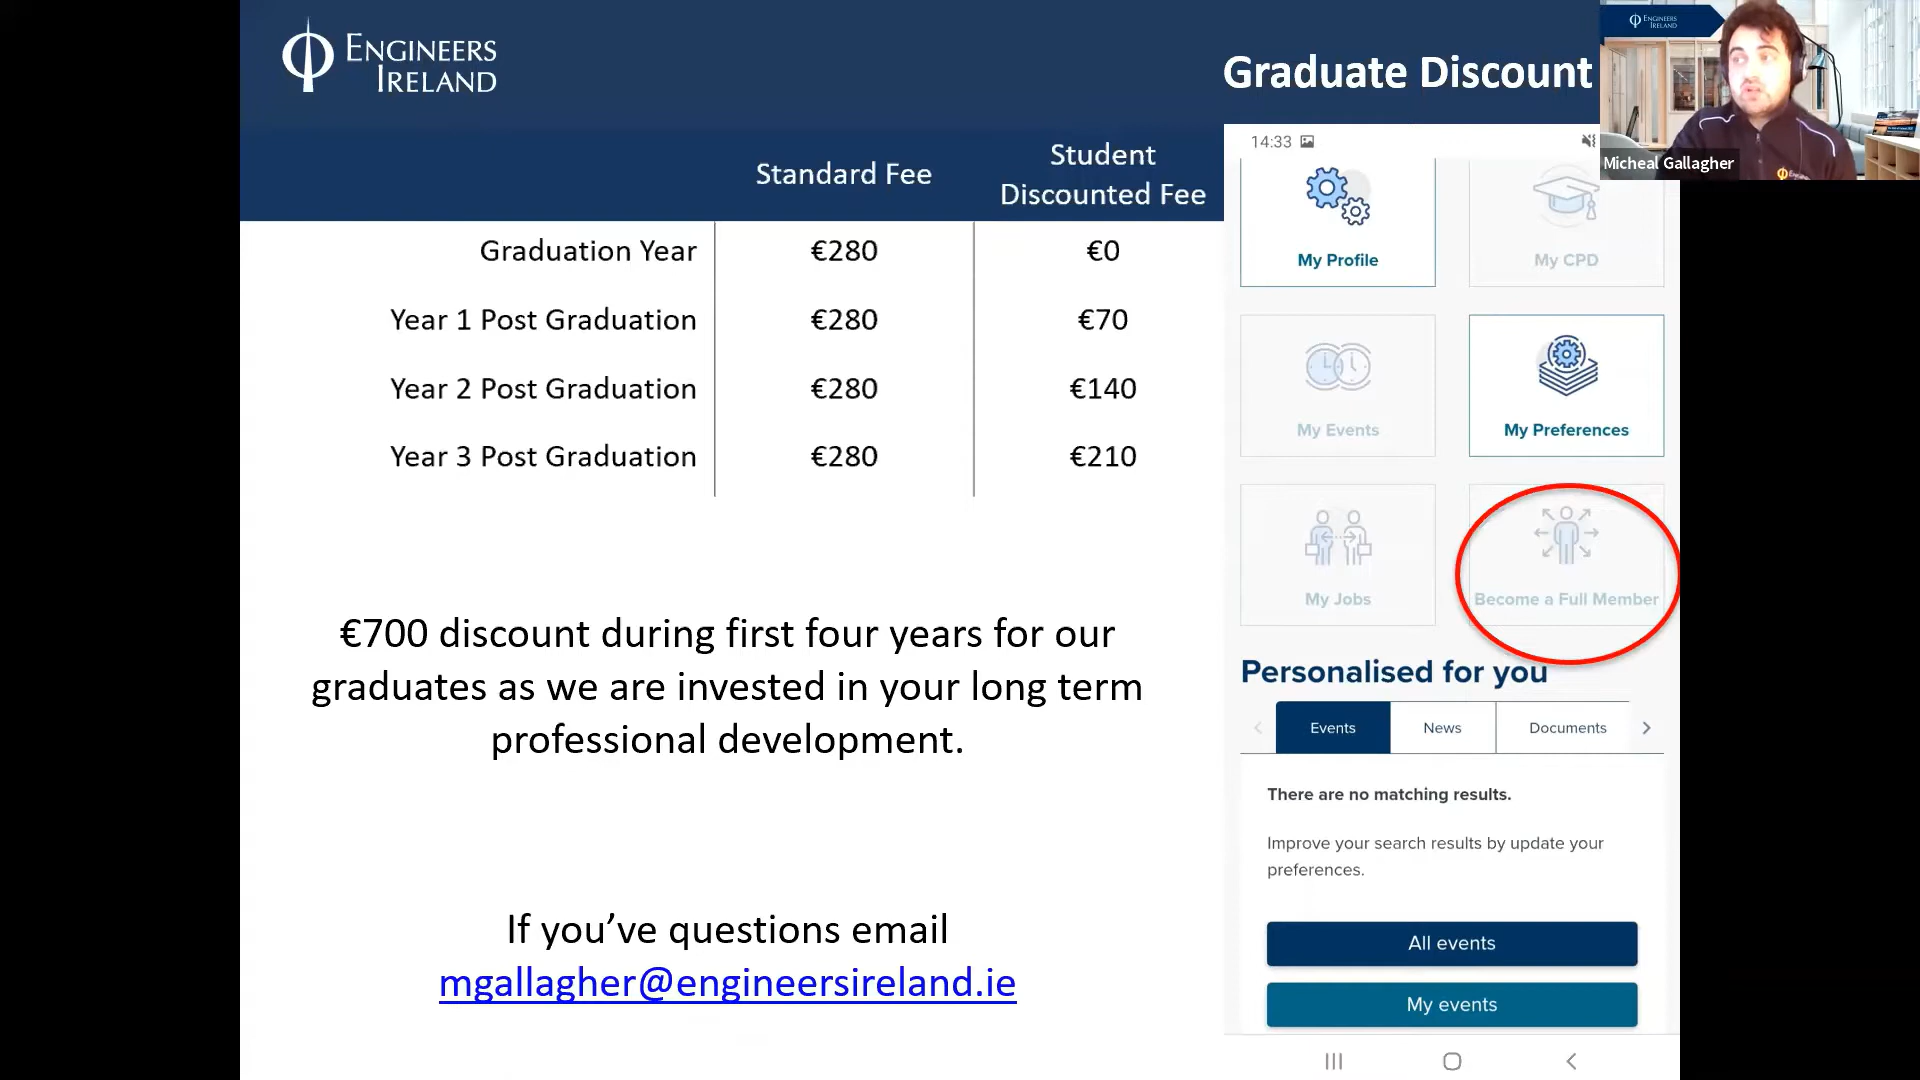 ENGINEERS
IRELAND
Graduate Discount
ENGINEERS
IRELAND
Micheal Gallagher
Standard Fee
Student
Discounted Fee
Graduation Year €280 €0
Year 1 Post Graduation €280 €70
Year 2 Post Graduation €280 €140
Year 3 Post Graduation €280 €210
€700 discount during first four years for our
graduates as we are invested in your long term
professional development.
If you’ve questions email
mgallagher@engineersireland.ie
14:33
My Profile
My CPD
My Events
My Preferences
My Jobs
Become a Full Member
Personalised for you
Events
News
Documents
There are no matching results.
Improve your search results by update your
preferences.
All events
My events